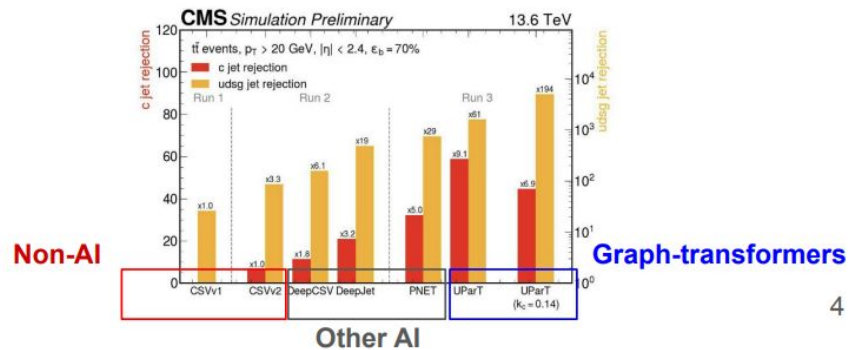 CMS Simulation Preliminary 13.6 TeV
tt̄ events, pT > 20 GeV, |η| < 2.4, εb = 70%
c jet rejection
udsg jet rejection
Run 1 Run 2 Run 3
c jet rejection
120
100
80
60
40
20
0
x1.0
x1.0 x3.3
x1.8 x6.1
x3.2 x19
x5.0 x29
x9.1 x61
x6.9 x194
10⁴
10³
10²
10¹
10⁰
udsg jet rejection
CSVv1 CSVv2 DeepCSV DeepJet PNET UParT UParT
(kc = 0.14)
Non-AI
Graph-transformers
Other AI
4